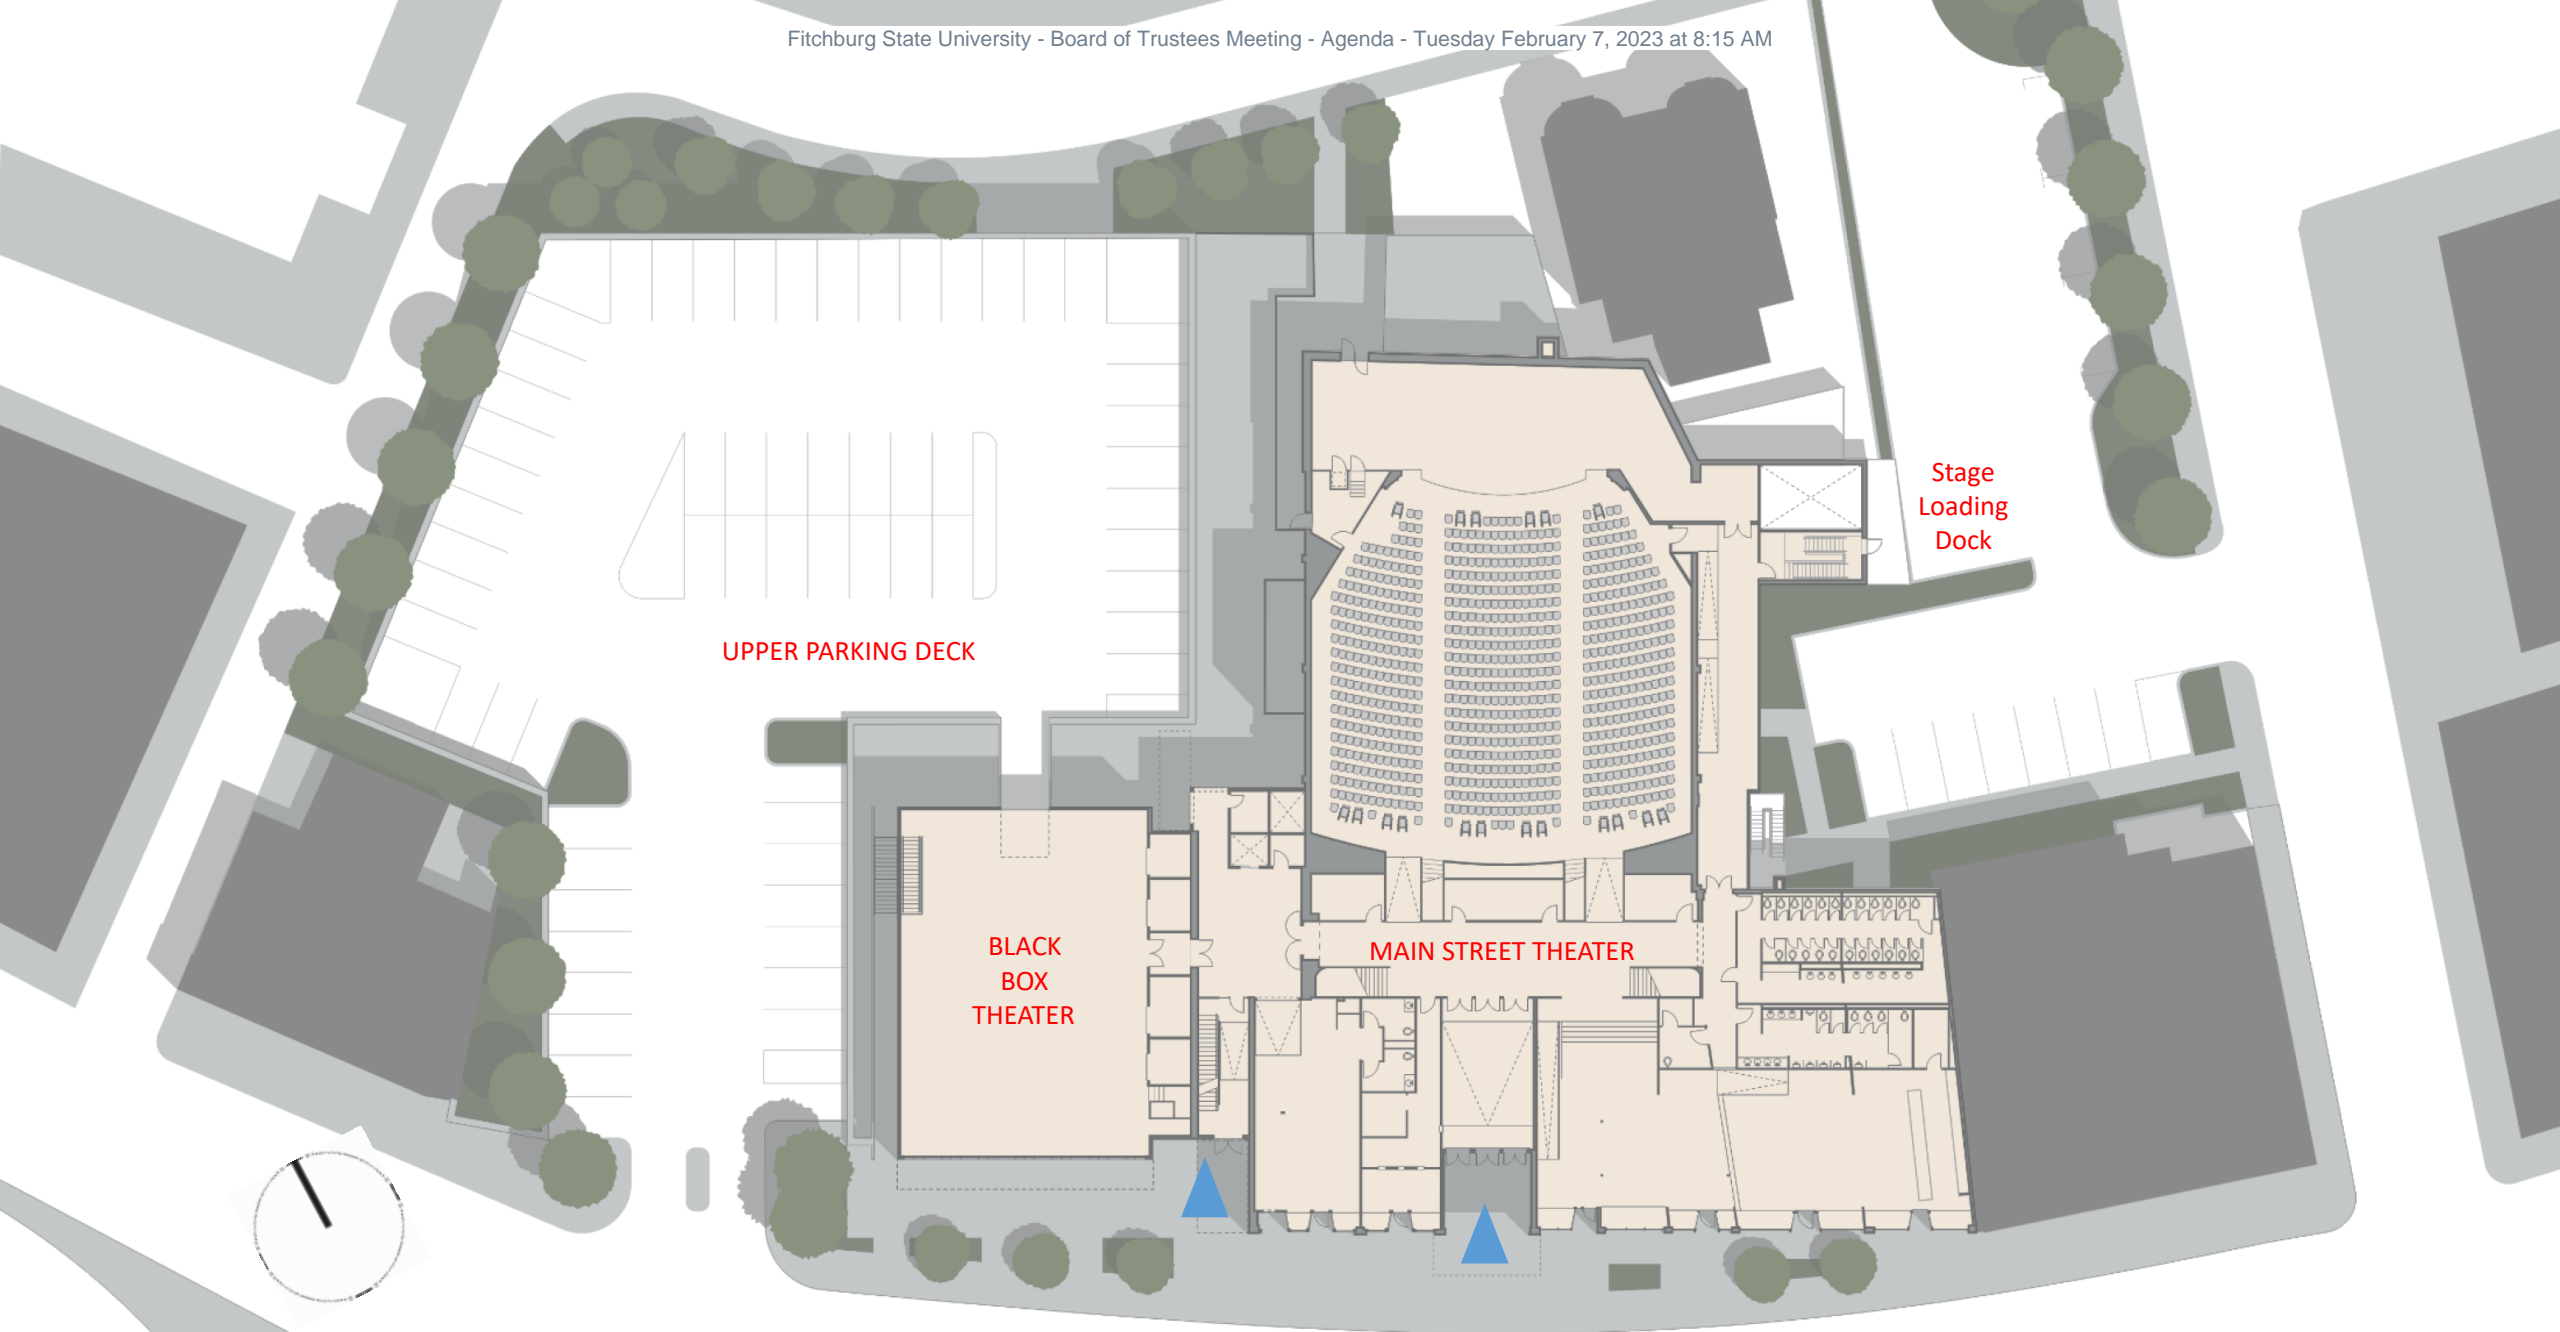 Fitchburg State University - Board of Trustees Meeting - Agenda - Tuesday February 7, 2023 at 8:15 AM
Stage
Loading
Dock
UPPER PARKING DECK
BLACK
BOX
THEATER
MAIN STREET THEATER